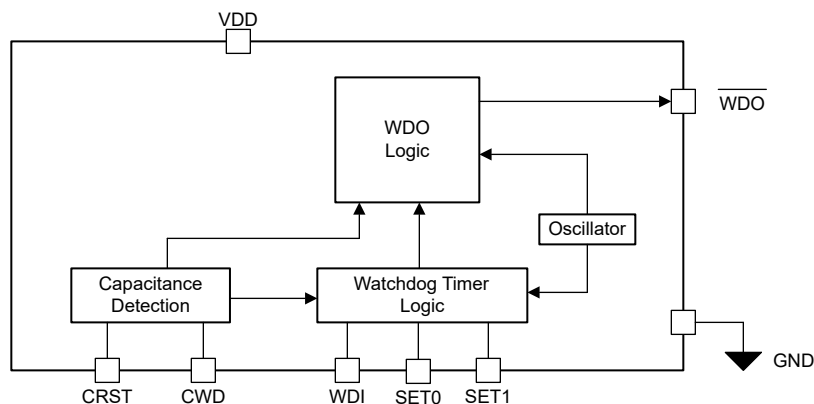 VDD
WDO
WDO
Logic
Oscillator
Capacitance
Detection
Watchdog Timer
Logic
GND
CRST
CWD
WDI
SET0
SET1